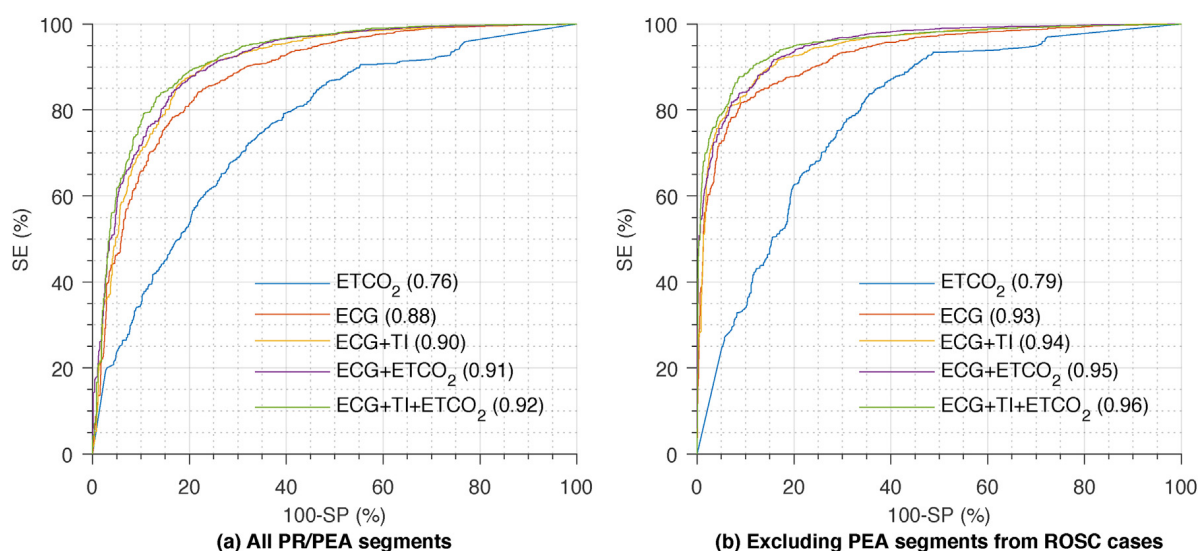 100
80
60
40
20
0
SE (%)
ETCO2 (0.76)
ECG (0.88)
ECG+TI (0.90)
ECG+ETCO2 (0.91)
ECG+TI+ETCO2 (0.92)
0 20 40 60 80 100
100-SP (%)
(a) All PR/PEA segments
100
80
60
40
20
0
SE (%)
ETCO2 (0.79)
ECG (0.93)
ECG+TI (0.94)
ECG+ETCO2 (0.95)
ECG+TI+ETCO2 (0.96)
0 20 40 60 80 100
100-SP (%)
(b) Excluding PEA segments from ROSC cases